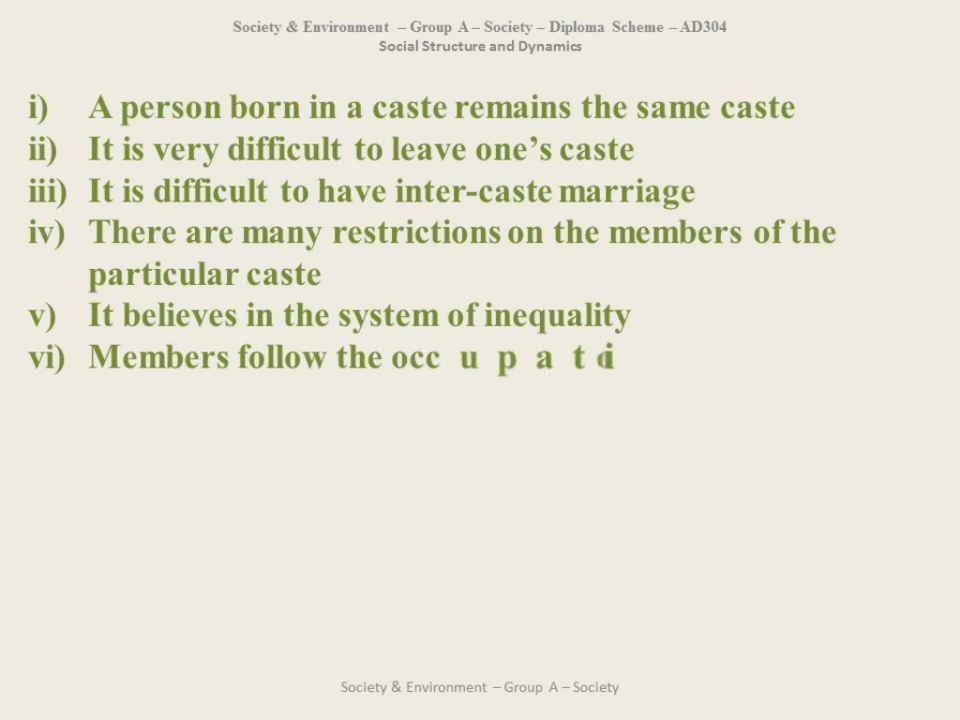 Society & Environment – Group A – Society – Diploma Scheme – AD304
Social Structure and Dynamics
i) A person born in a caste remains the same caste
ii) It is very difficult to leave one’s caste
iii) It is difficult to have inter-caste marriage
iv) There are many restrictions on the members of the
particular caste
v) It believes in the system of inequality
vi) Members follow the
Society & Environment – Group A – Society